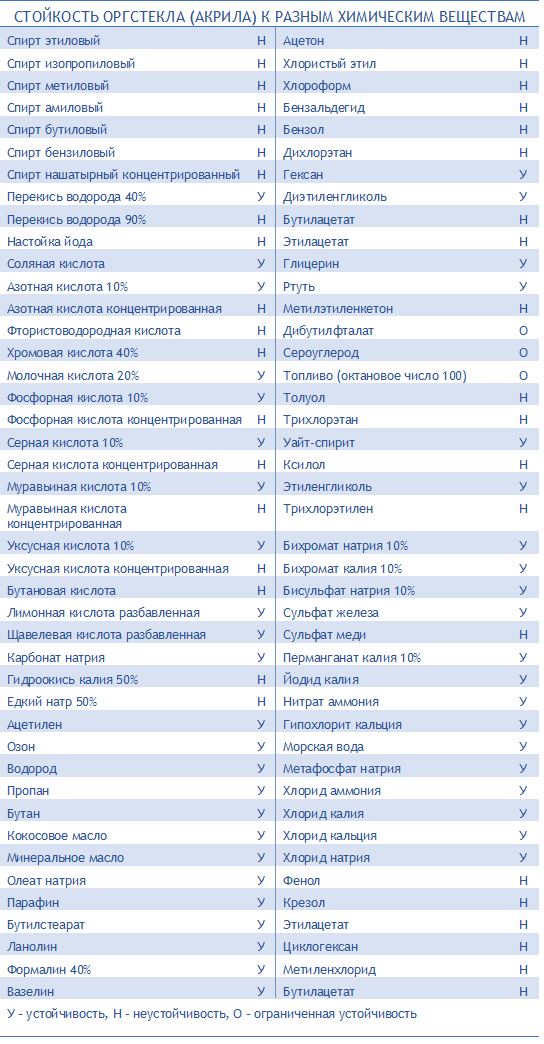 СТОЙКОСТЬ ОРГСТЕКЛА (АКРИЛА) К РАЗНЫМ ХИМИЧЕСКИМ ВЕЩЕСТВАМ
Спирт этиловый Н Ацетон Н
Спирт изопропиловый Н Хлористый этил Н
Спирт метиловый Н Хлороформ Н
Спирт амиловый Н Бензальдегид Н
Спирт бутиловый Н Бензол Н
Спирт бензиловый Н Дихлорэтан Н
Спирт нашатырный концентрированный Н Гексан У
Перекись водорода 40% У Диэтиленгликоль У
Перекись водорода 90% Н Бутилацетат Н
Настойка йода Н Этилацетат Н
Соляная кислота У Глицерин У
Азотная кислота 10% У Ртуть У
Азотная кислота концентрированная Н Метилэтиленкетон Н
Фтористоводородная кислота Н Дибутилфталат О
Хромовая кислота 40% Н Сероуглерод О
Молочная кислота 20% У Топливо (октановое число 100) О
Фосфорная кислота 10% У Толуол Н
Фосфорная кислота концентрированная Н Трихлорэтан Н
Серная кислота 10% У Уайт-спирит У
Серная кислота концентрированная Н Ксилол Н
Муравьиная кислота 10% У Этиленгликоль У
Муравьиная кислота Н Трихлорэтилен Н
концентрированная
Уксусная кислота 10% У Бихромат натрия 10% У
Уксусная кислота концентрированная Н Бихромат калия 10% У
Бутановая кислота Н Бисульфат натрия 10% У
Лимонная кислота разбавленная У Сульфат железа У
Щавелевая кислота разбавленная У Сульфат меди Н
Карбонат натрия У Перманганат калия 10% У
Гидроокись калия 50% Н Йодид калия У
Едкий натр 50% Н Нитрат аммония У
Ацетилен У Гипохлорит кальция У
Озон У Морская вода У
Водород У Метафосфат натрия У
Пропан У Хлорид аммония У
Бутан У Хлорид калия У
Кокосовое масло У Хлорид кальция У
Минеральное масло У Хлорид натрия У
Олеат натрия У Фенол Н
Парафин У Крезол Н
Бутилстеарат У Этилацетат Н
Ланолин У Циклогексан Н
Формалин 40% У Метиленхлорид Н
Вазелин У Бутилацетат Н
У - устойчивость, Н - неустойчивость, О - ограниченная устойчивость